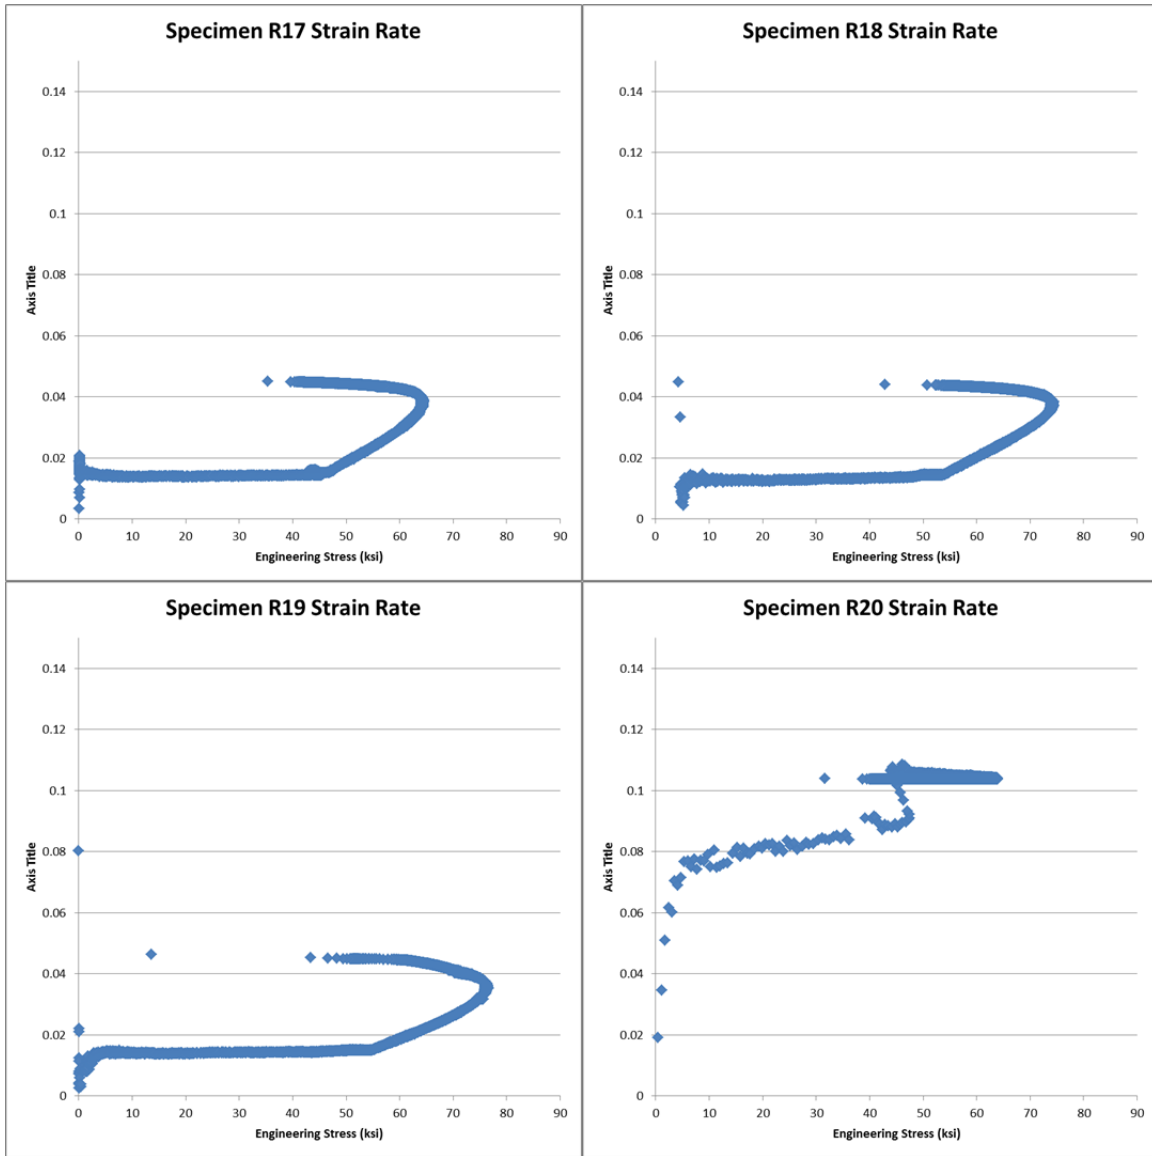 Specimen R17 Strain Rate
0.14
0.12
0.1
0.08
0.06
0.04
0.02
0
Axis Title
0 10 20 30 40 50 60 70 80 90
Engineering Stress (ksi)
Specimen R18 Strain Rate
0.14
0.12
0.1
0.08
0.06
0.04
0.02
0
Axis Title
0 10 20 30 40 50 60 70 80 90
Engineering Stress (ksi)
Specimen R19 Strain Rate
0.14
0.12
0.1
0.08
0.06
0.04
0.02
0
Axis Title
0 10 20 30 40 50 60 70 80 90
Engineering Stress (ksi)
Specimen R20 Strain Rate
0.14
0.12
0.1
0.08
0.06
0.04
0.02
0
Axis Title
0 10 20 30 40 50 60 70 80 90
Engineering Stress (ksi)